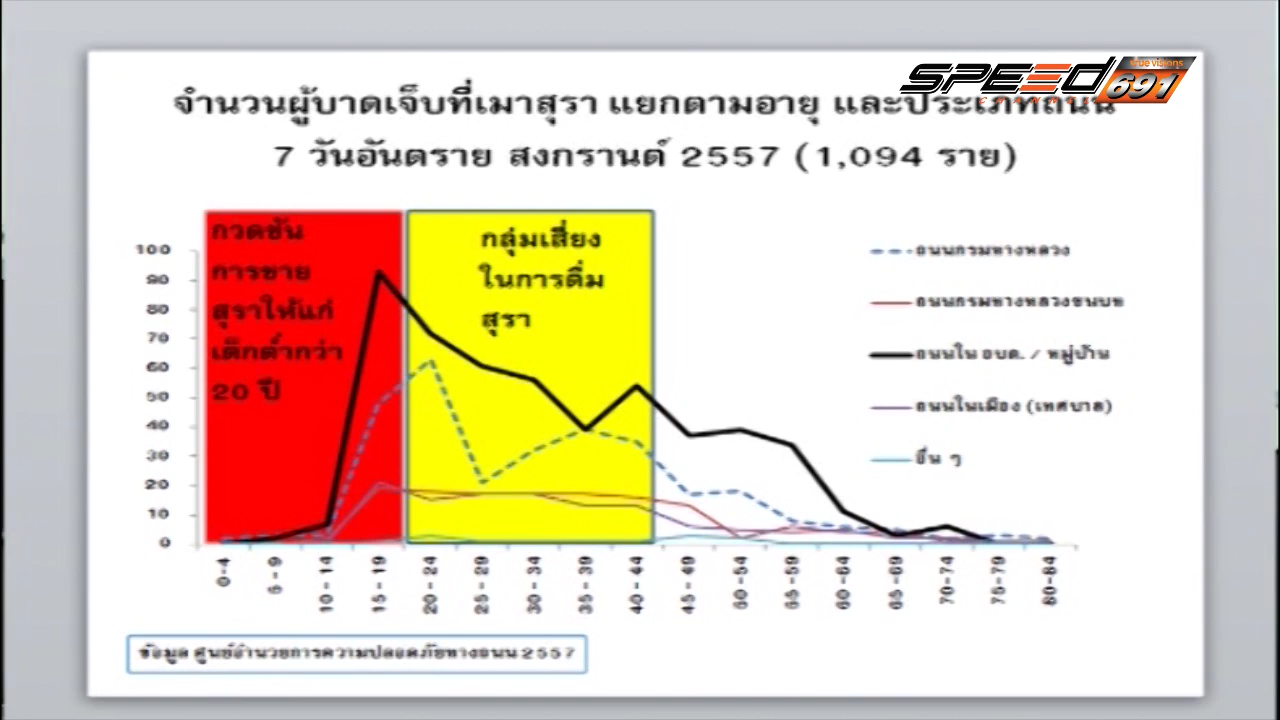 SPEED
true visions
CHANNEL 691
จำนวนผู้บาดเจ็บที่เมาสุรา แยกตามอายุ และประเภทถนน
7 วันอันตราย สงกรานต์ 2557 (1,094 ราย)
กวดขัน
การขาย
สุราให้แก่
เด็กต่ำกว่า
20 ปี
กลุ่มเสี่ยง
ในการดื่ม
สุรา
100
90
80
70
60
50
40
30
20
10
0
ถนนกรมทางหลวง
ถนนกรมทางหลวงชนบท
ถนนใน อบต. / หมู่บ้าน
ถนนในเมือง (เทศบาล)
อื่น ๆ
0-4
5 - 9
10 - 14
15 - 19
20 - 24
25 - 29
30 - 34
35 - 39
40 - 44
45 - 49
50-54
55-59
60-64
65-69
70-74
75-79
80-84
ข้อมูล ศูนย์อำนวยการความปลอดภัยทางถนน 2557